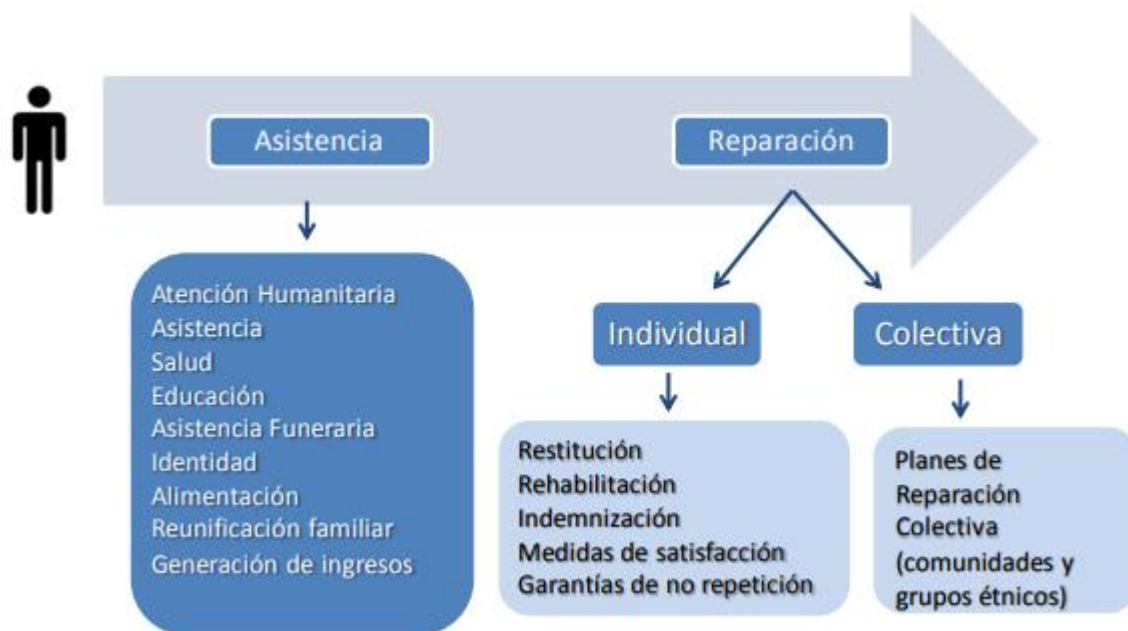 Asistencia
Reparación
Atención Humanitaria
Asistencia
Salud
Educación
Asistencia Funeraria
Identidad
Alimentación
Reunificación familiar
Generación de ingresos
Individual
Colectiva
Restitución
Rehabilitación
Indemnización
Medidas de satisfacción
Garantías de no repetición
Planes de
Reparación
Colectiva
(comunidades y
grupos étnicos)